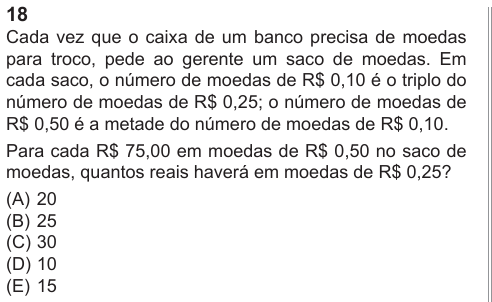 18
Cada vez que o caixa de um banco precisa de moedas
para troco, pede ao gerente um saco de moedas. Em
cada saco, o número de moedas de R$ 0,10 é o triplo do
número de moedas de R$ 0,25; o número de moedas de
R$ 0,50 é a metade do número de moedas de R$ 0,10.
Para cada R$ 75,00 em moedas de R$ 0,50 no saco de
moedas, quantos reais haverá em moedas de R$ 0,25?
(A) 20
(B) 25
(C) 30
(D) 10
(E) 15